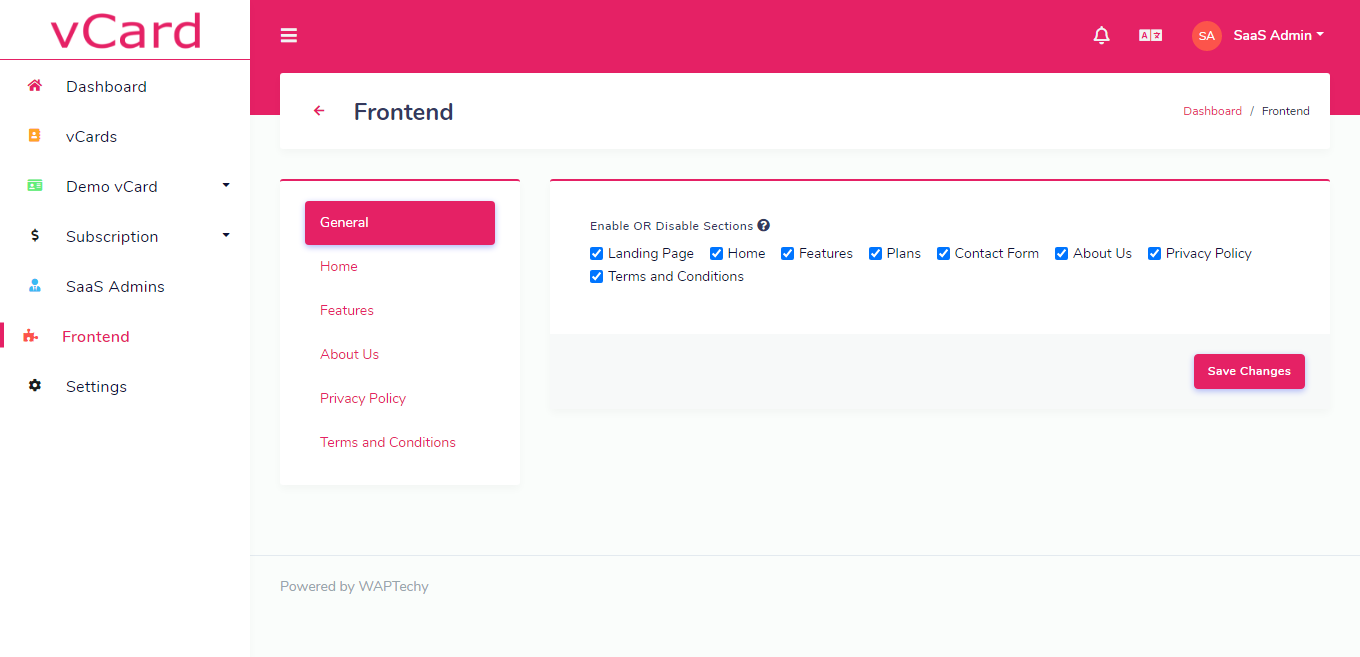 vCard
SA
SaaS Admin
Dashboard
vCards
Demo vCard
Subscription
SaaS Admins
Frontend
Settings
Frontend
Dashboard / Frontend
General
Home
Features
About Us
Privacy Policy
Terms and Conditions
Enable OR Disable Sections
Landing Page Home Features Plans Contact Form About Us Privacy Policy
Terms and Conditions
Save Changes
Powered by WAPTechy